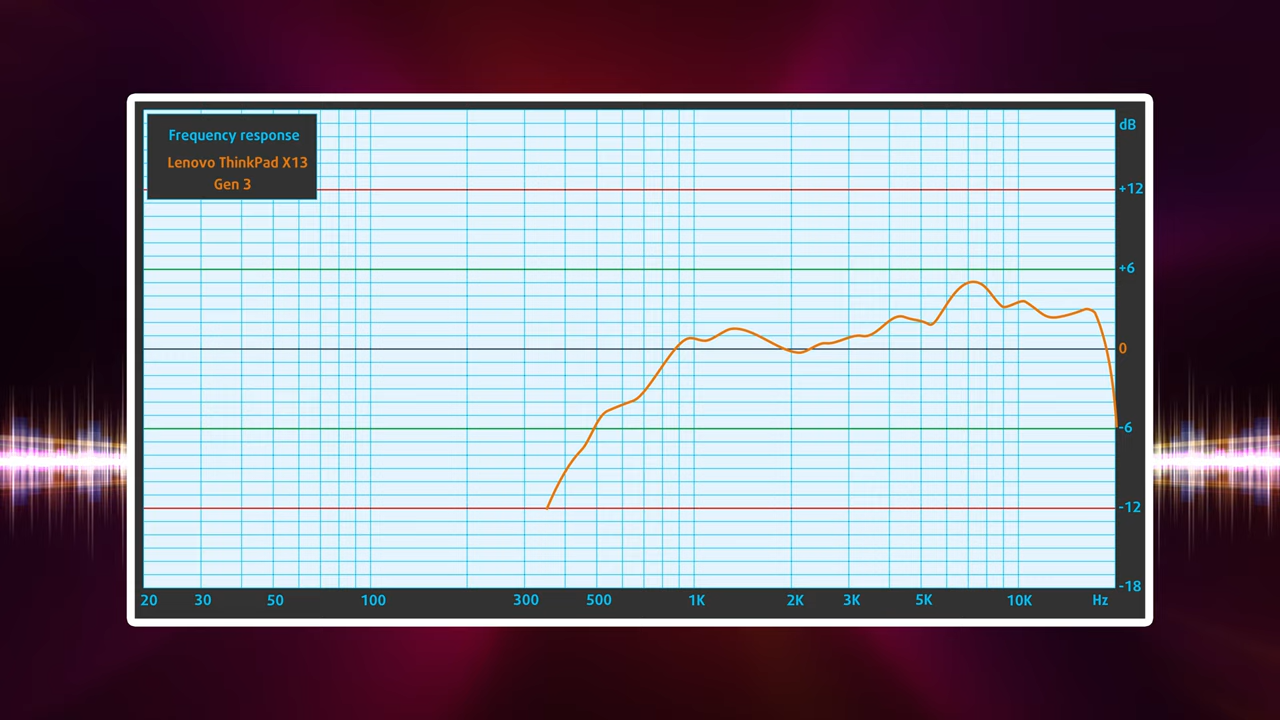 Frequency response
Lenovo ThinkPad X13
Gen 3
dB
+12
+6
0
-6
-12
-18
20 30 50 100 300 500 1K 2K 3K 5K 10K Hz